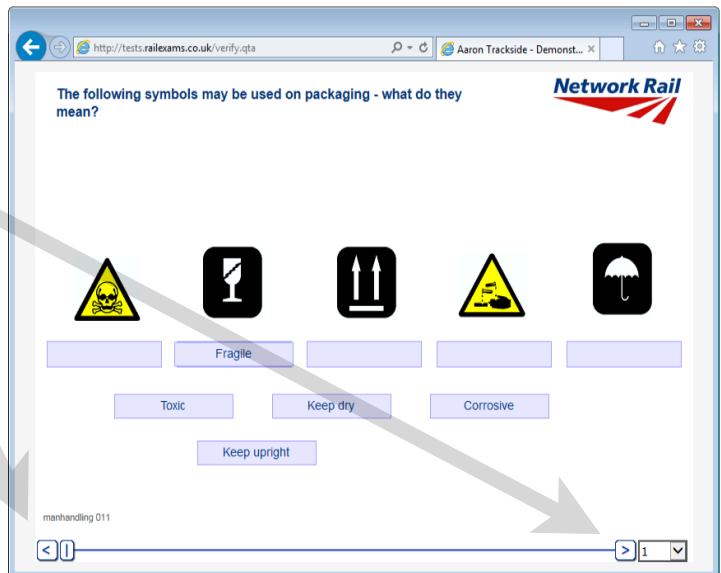 http://tests.railexams.co.uk/verify.qta
Aaron Trackside - Demonst...
The following symbols may be used on packaging - what do they
mean?
Network Rail
Fragile
Toxic
Keep dry
Corrosive
Keep upright
manhandling 011
<
>
1